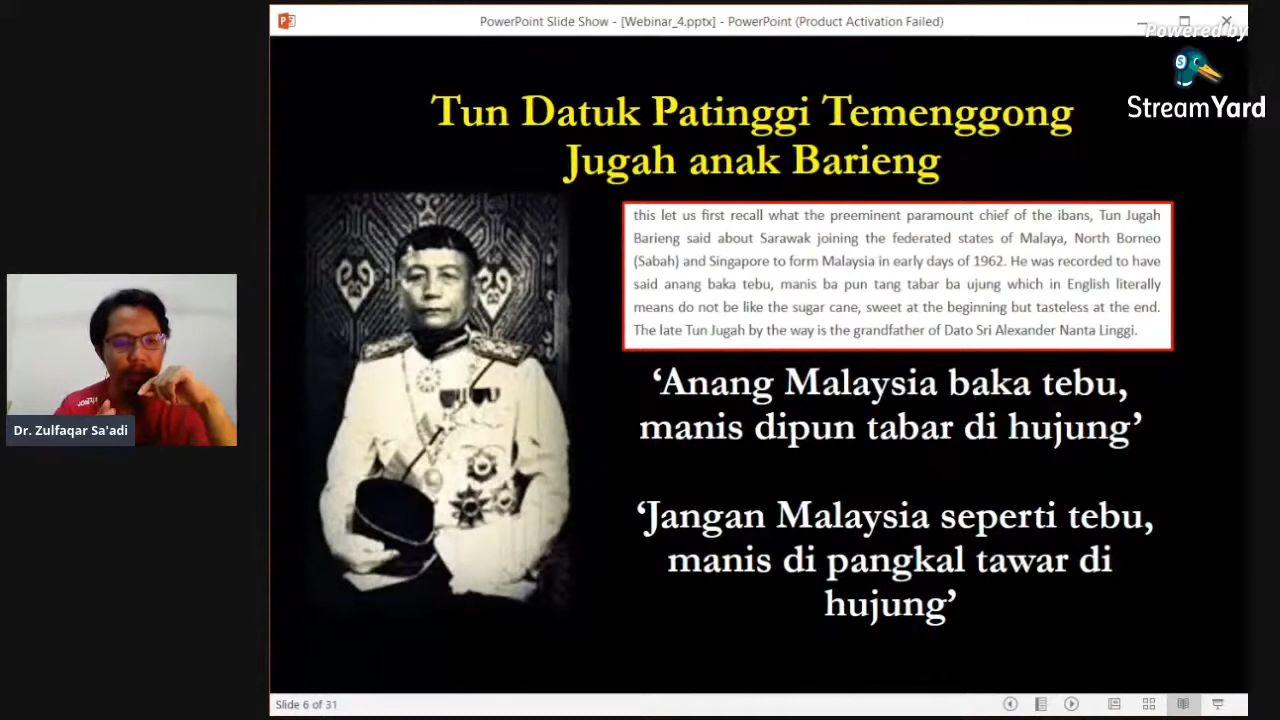 PowerPoint Slide Show - [Webinar_4.pptx] - PowerPoint (Product Activation Failed)
Powered by
StreamYard
Tun Datuk Patinggi Temenggong
Jugah anak Barieng
this let us first recall what the preeminent paramount chief of the ibans, Tun Jugah
Barieng said about Sarawak joining the federated states of Malaya, North Borneo
(Sabah) and Singapore to form Malaysia in early days of 1962. He was recorded to have
said anang baka tebu, manis ba pun tang tabar ba ujung which in English literally
means do not be like the sugar cane, sweet at the beginning but tasteless at the end.
The late Tun Jugah by the way is the grandfather of Dato Sri Alexander Nanta Linggi.
‘Anang Malaysia baka tebu,
manis dipun tabar di hujung’
‘Jangan Malaysia seperti tebu,
manis di pangkal tawar di
hujung’
Dr. Zulfaqar Sa'adi
Slide 6 of 31